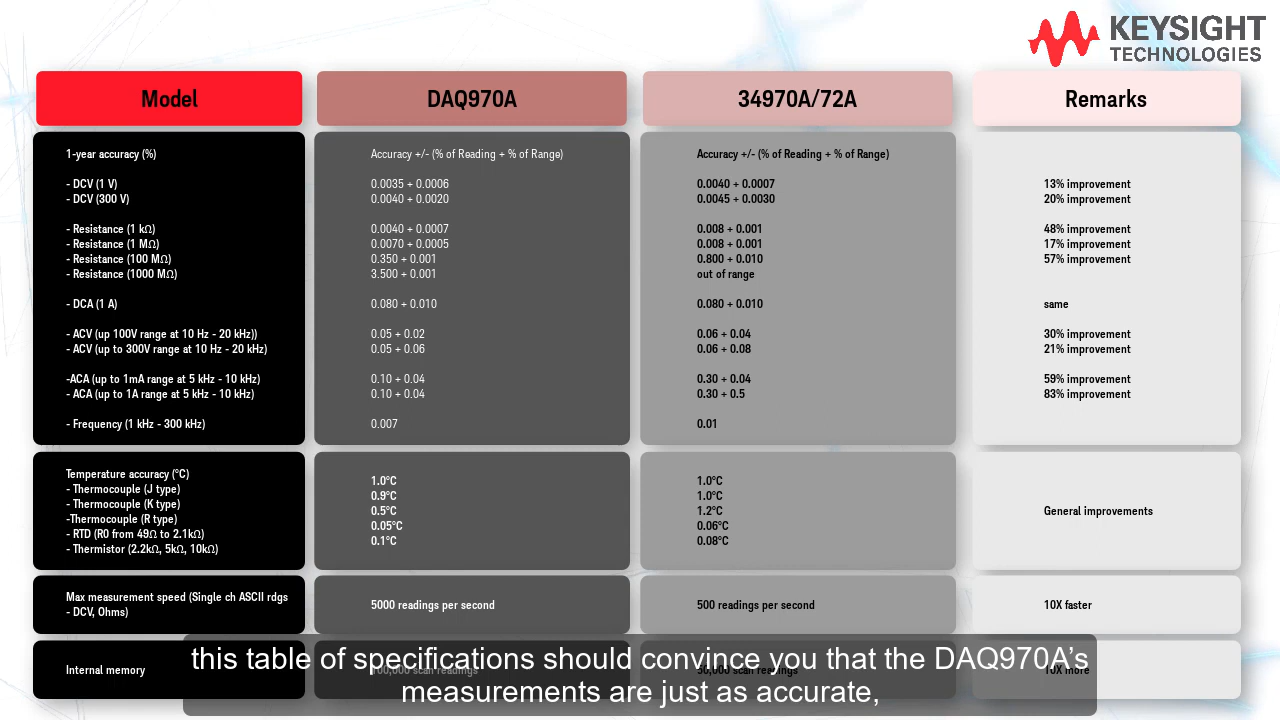 KEYSIGHT
TECHNOLOGIES
Model DAQ970A 34970A/72A Remarks
1-year accuracy (%) Accuracy +/- (% of Reading + % of Range) Accuracy +/- (% of Reading + % of Range)
- DCV (1 V) 0.0035 + 0.0006 0.0040 + 0.0007 13% improvement
- DCV (300 V) 0.0040 + 0.0020 0.0045 + 0.0030 20% improvement
- Resistance (1 kΩ) 0.0040 + 0.0007 0.008 + 0.001 48% improvement
- Resistance (1 MΩ) 0.0070 + 0.0005 0.008 + 0.001 17% improvement
- Resistance (100 MΩ) 0.350 + 0.001 0.800 + 0.010 57% improvement
- Resistance (1000 MΩ) 3.500 + 0.001 out of range
- DCA (1 A) 0.080 + 0.010 0.080 + 0.010 same
- ACV (up 100V range at 10 Hz - 20 kHz)) 0.05 + 0.02 0.06 + 0.04 30% improvement
- ACV (up to 300V range at 10 Hz - 20 kHz) 0.05 + 0.06 0.06 + 0.08 21% improvement
-ACA (up to 1mA range at 5 kHz - 10 kHz) 0.10 + 0.04 0.30 + 0.04 59% improvement
- ACA (up to 1A range at 5 kHz - 10 kHz) 0.10 + 0.04 0.30 + 0.5 83% improvement
- Frequency (1 kHz - 300 kHz) 0.007 0.01
Temperature accuracy (°C)
- Thermocouple (J type) 1.0°C 1.0°C
- Thermocouple (K type) 0.9°C 1.0°C
-Thermocouple (R type) 0.5°C 1.2°C General improvements
- RTD (R0 from 49Ω to 2.1kΩ) 0.05°C 0.06°C
- Thermistor (2.2kΩ, 5kΩ, 10kΩ) 0.1°C 0.08°C
Max measurement speed (Single ch ASCII rdgs
- DCV, Ohms) 5000 readings per second 500 readings per second 10X faster
Internal memory scan readings scan readings 10X more
this table of specifications should convince you that the DAQ970A's
measurements are just as accurate,